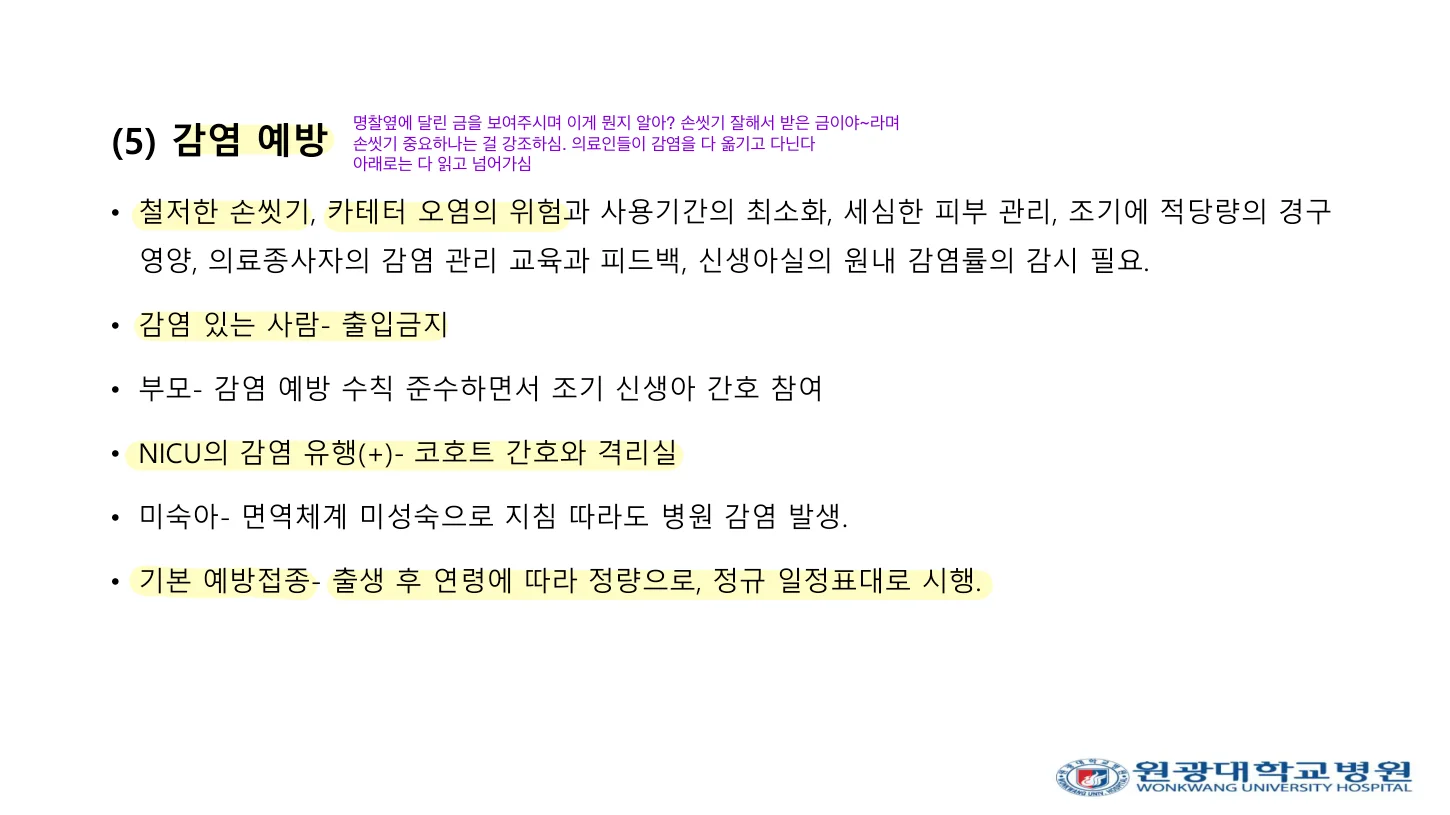 (5) 감염 예방
명찰옆에 달린 금을 보여주시며 이게 뭔지 알아? 손씻기 잘해서 받은 금이야~라며
손씻기 중요하나는 걸 강조하심. 의료인들이 감염을 다 옮기고 다닌다
아래로는 다 읽고 넘어가심
• 철저한 손씻기, 카테터 오염의 위험과 사용기간의 최소화, 세심한 피부 관리, 조기에 적당량의 경구
영양, 의료종사자의 감염 관리 교육과 피드백, 신생아실의 원내 감염률의 감시 필요.
• 감염 있는 사람- 출입금지
• 부모- 감염 예방 수칙 준수하면서 조기 신생아 간호 참여
• NICU의 감염 유행(+)- 코호트 간호와 격리실
• 미숙아- 면역체계 미성숙으로 지침 따라도 병원 감염 발생.
• 기본 예방접종- 출생 후 연령에 따라 정량으로, 정규 일정표대로 시행.
원광대학교병원
WONKWANG UNIVERSITY HOSPITAL